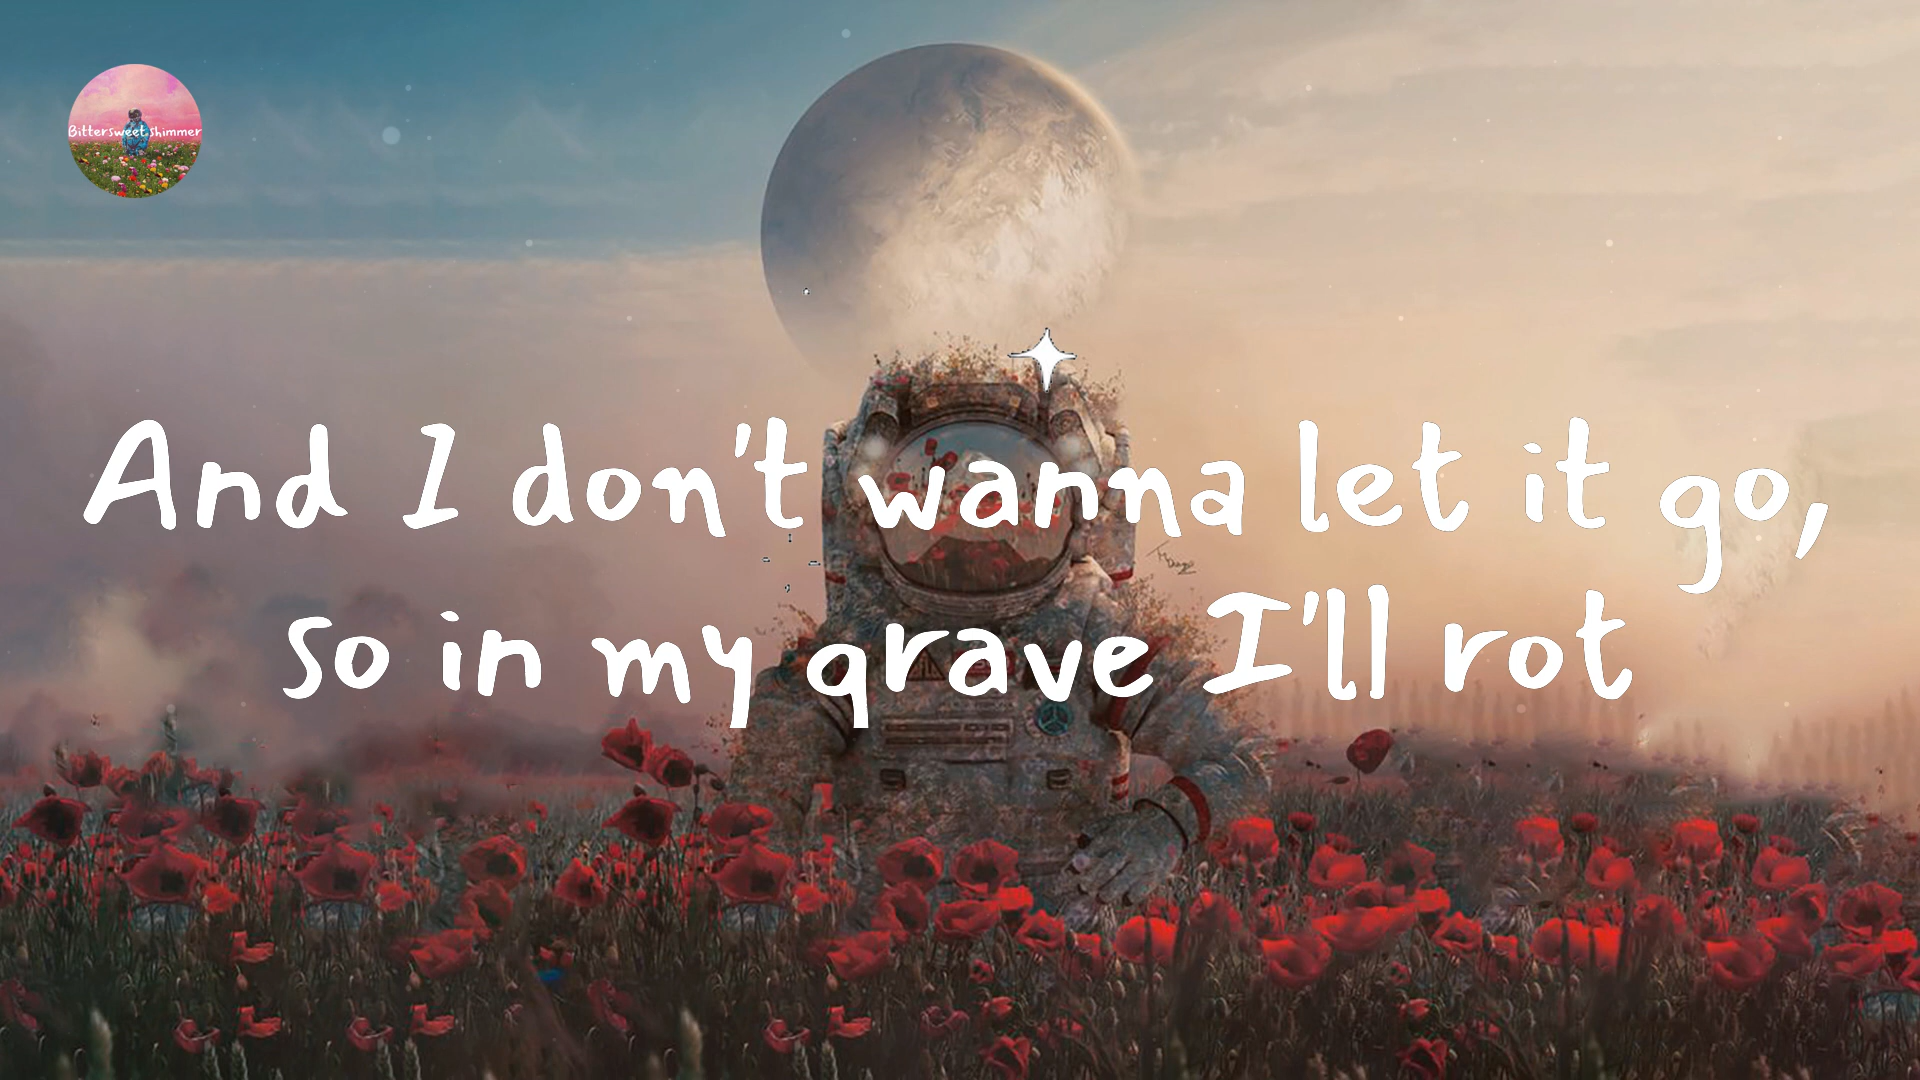 Bittersweet shimmer
And I don't wanna let it go,
so in my grave I'll rot